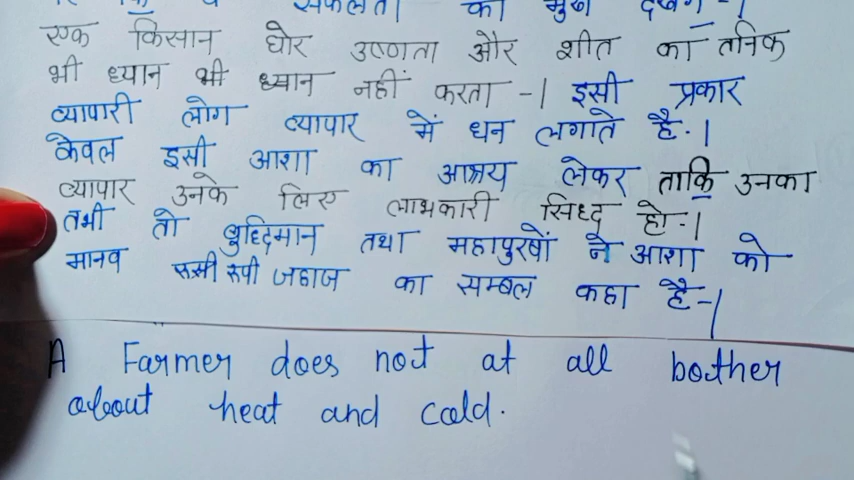 सफलता का मुख देखने -|
एक किसान घोर उष्णता और शीत का तनिक
भी ध्यान भी ध्यान नहीं करता -| इसी प्रकार
व्यापारी लोग व्यापार में धन लगाते है -|
केवल इसी आशा का आश्रय लेकर ताकि उनका
व्यापार उनके लिए लाभकारी सिध्द हो -|
तभी तो बुध्दिमान तथा महापुरषों ने आशा को
मानव रूपी जहाज का सम्बल कहा है -|
A Farmer does not at all bother
about heat and cold.